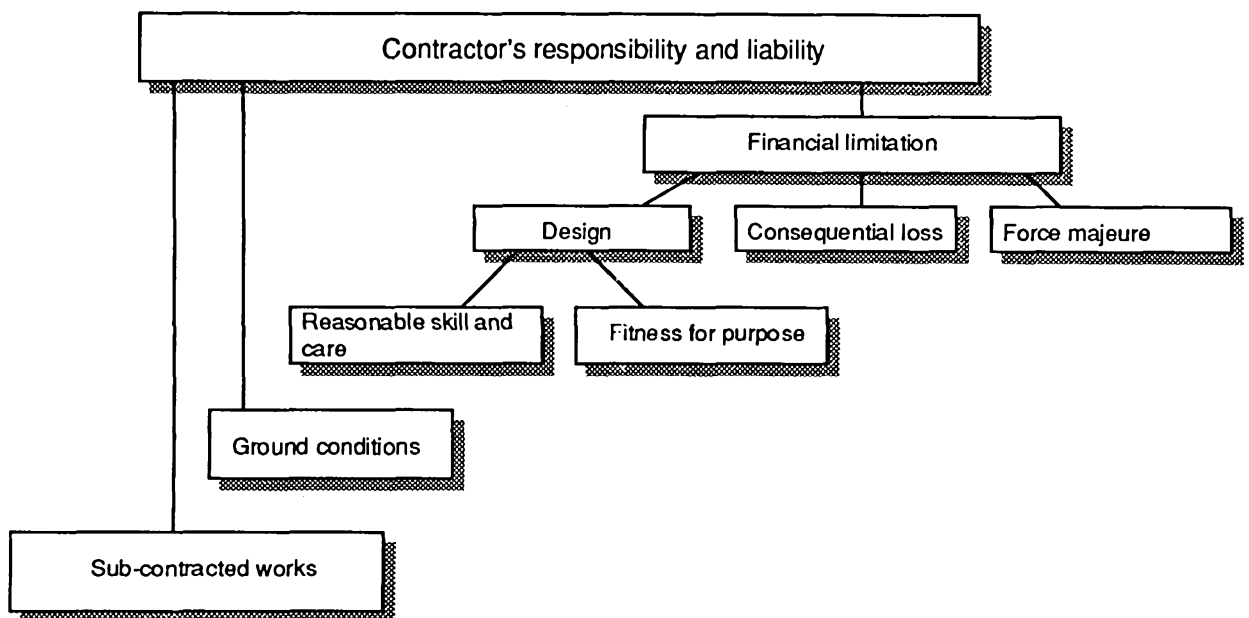 Contractor's responsibility and liability
Financial limitation
Design
Consequential loss
Force majeure
Reasonable skill and
care
Fitness for purpose
Ground conditions
Sub-contracted works